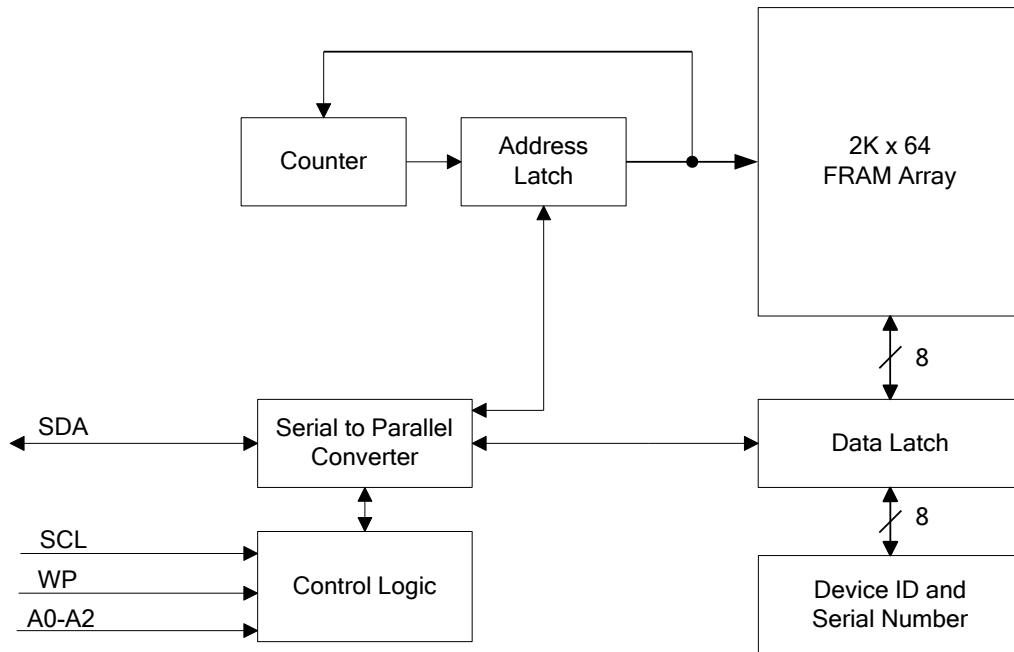 2K x 64
FRAM Array
Counter
Address
Latch
8
SDA
Serial to Parallel
Converter
Data Latch
8
SCL
WP
A0-A2
Control Logic
Device ID and
Serial Number